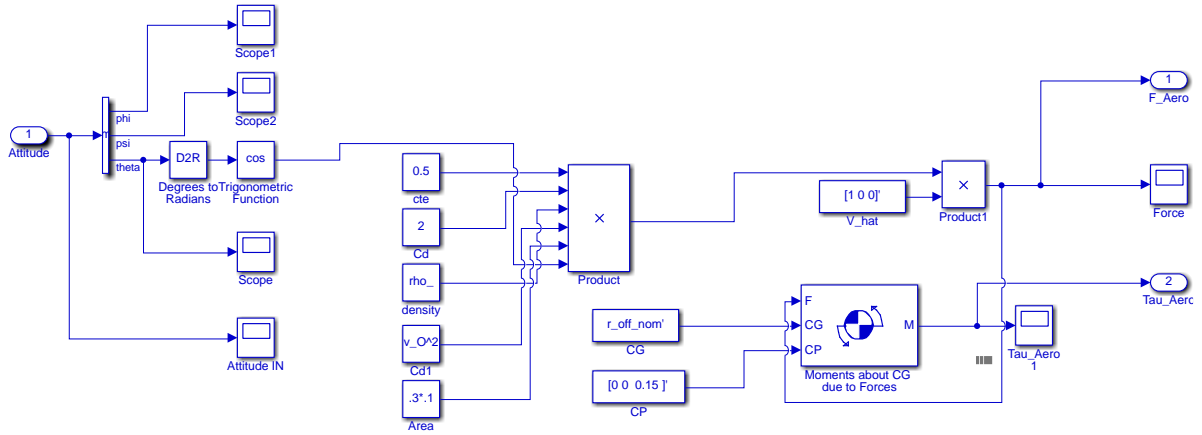 Scope1
Scope2
1
Attitude
T
phi
psi
theta
D2R
Degrees to
Radians
cos
Trigonometric
Function
Scope
Attitude IN
0.5
cte
2
Cd
rho_
density
v_O^2
Cd1
.3*.1
Area
×
Product
[1 0 0]'
V_hat
×
Product1
1
F_Aero
Force
r_off_nom'
CG
[0 0 0.15 ]'
CP
F
CG
CP
M
Moments about CG
due to Forces
2
Tau_Aero
Tau_Aero
1